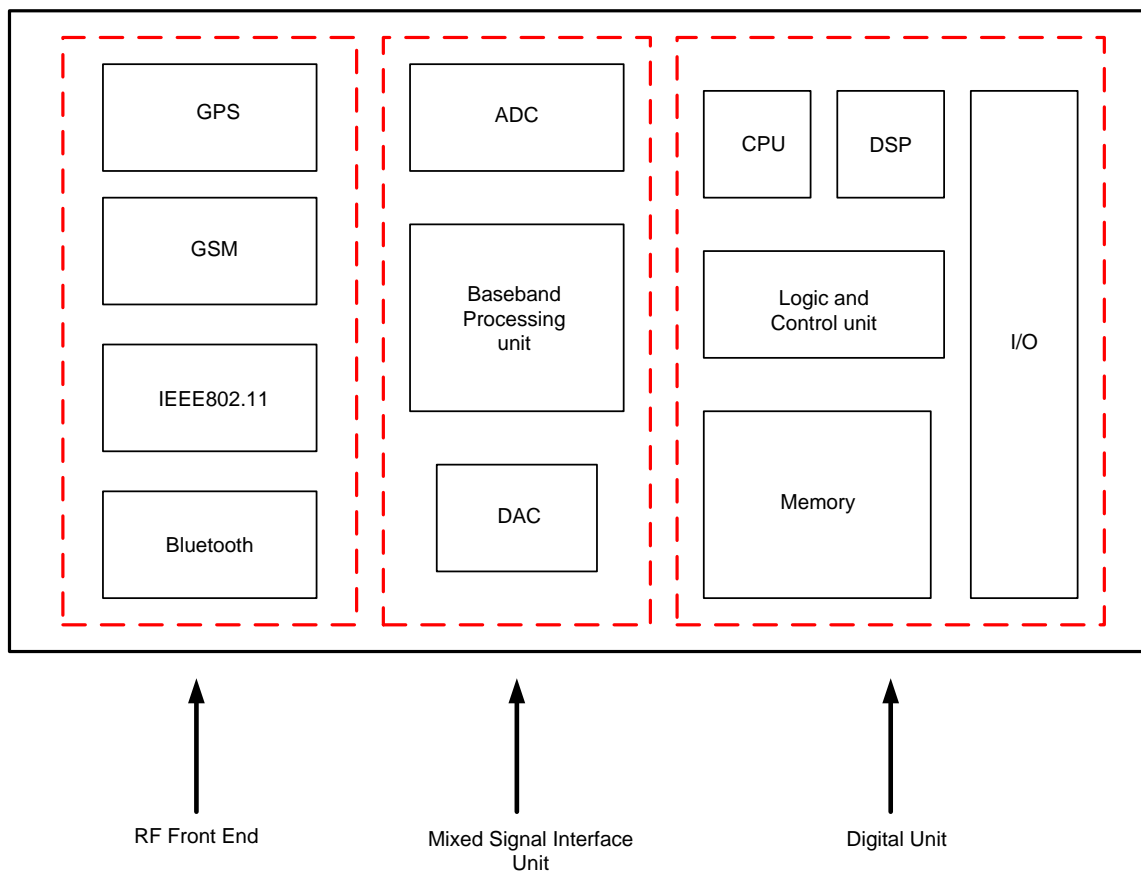 GPS
GSM
IEEE802.11
Bluetooth
ADC
Baseband
Processing
unit
DAC
CPU
DSP
Logic and
Control unit
Memory
I/O
RF Front End
Mixed Signal Interface
Unit
Digital Unit